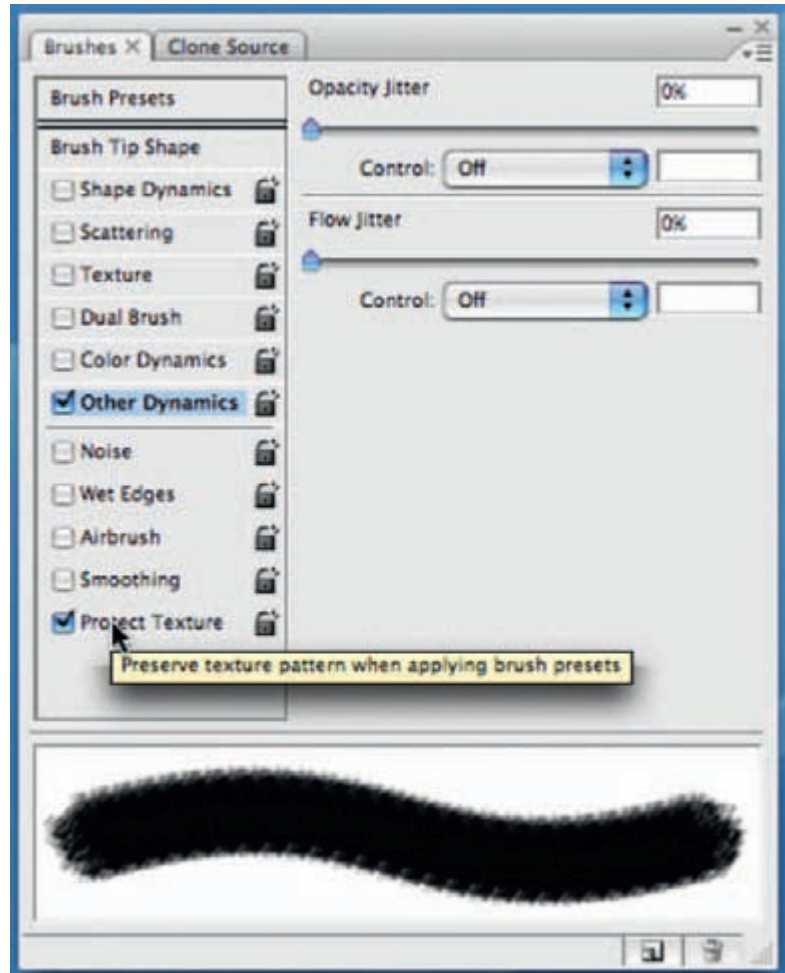 Brushes Clone Source
Brush Presets
Brush Tip Shape
Shape Dynamics
Scattering
Texture
Dual Brush
Color Dynamics
Other Dynamics
Noise
Wet Edges
Airbrush
Smoothing
Protect Texture
Preserve texture pattern when applying brush presets
Opacity Jitter 0%
Control: Off
Flow Jitter 0%
Control: Off